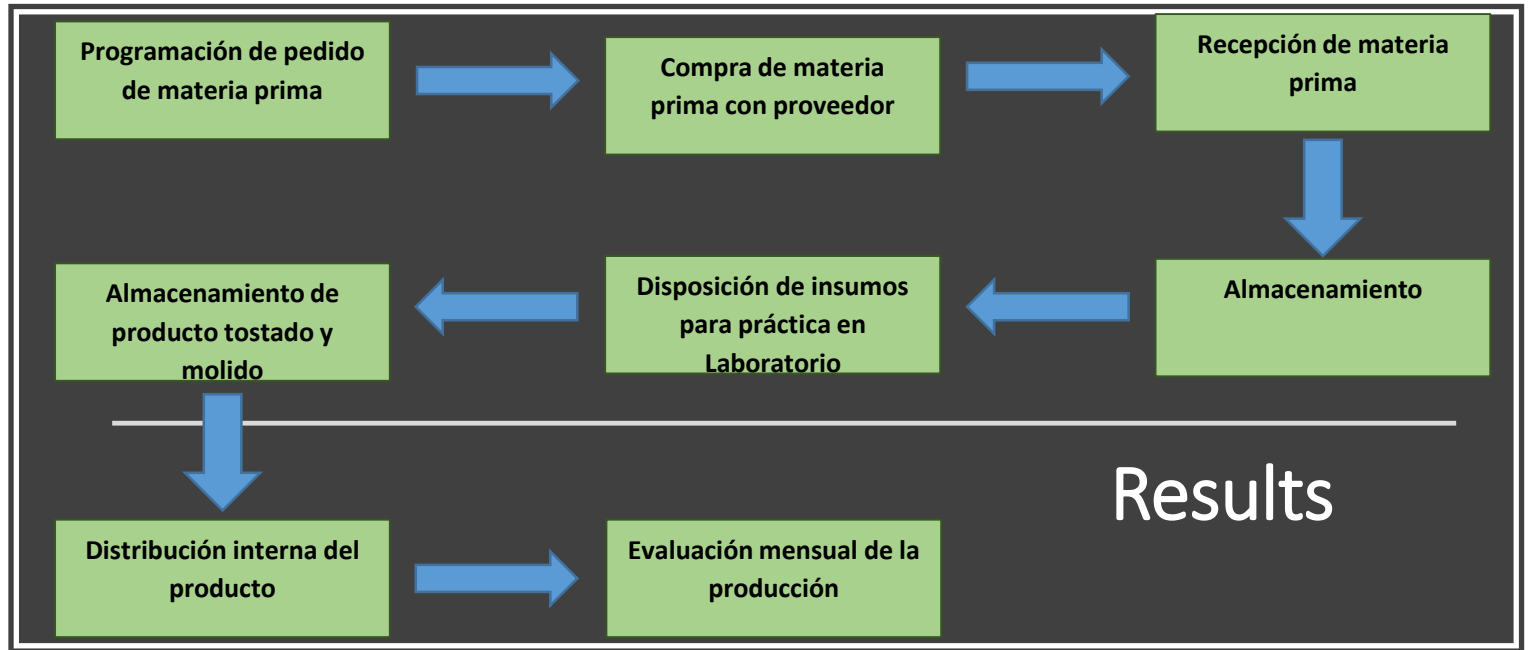 Programación de pedido
de materia prima
Compra de materia
prima con proveedor
Recepción de materia
prima
Almacenamiento
Disposición de insumos
para práctica en
Laboratorio
Almacenamiento de
producto tostado y
molido
Distribución interna del
producto
Evaluación mensual de la
producción
Results